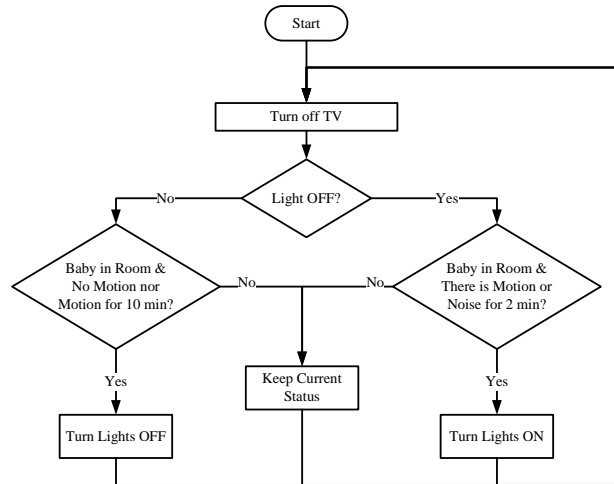 Start
Turn off TV
Light OFF?
No
Yes
Baby in Room &
No Motion nor
Motion for 10 min?
No
No
Baby in Room &
There is Motion or
Noise for 2 min?
Yes
Keep Current
Status
Yes
Turn Lights OFF
Turn Lights ON